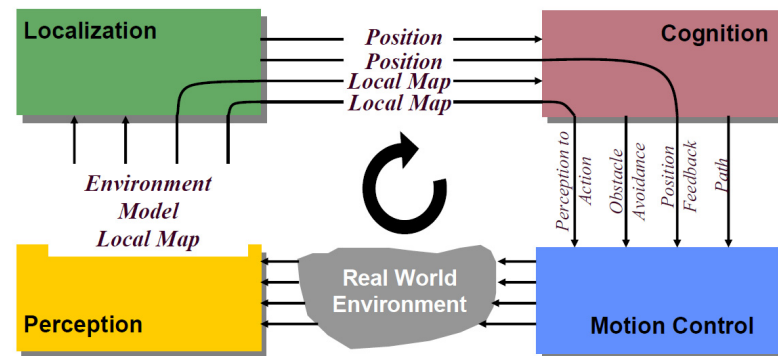 Localization
Position
Position
Local Map
Local Map
Cognition
Environment
Model
Local Map
Perception to
Action
Obstacle
Avoidance
Position
Feedback
Path
Perception
Real World
Environment
Motion Control